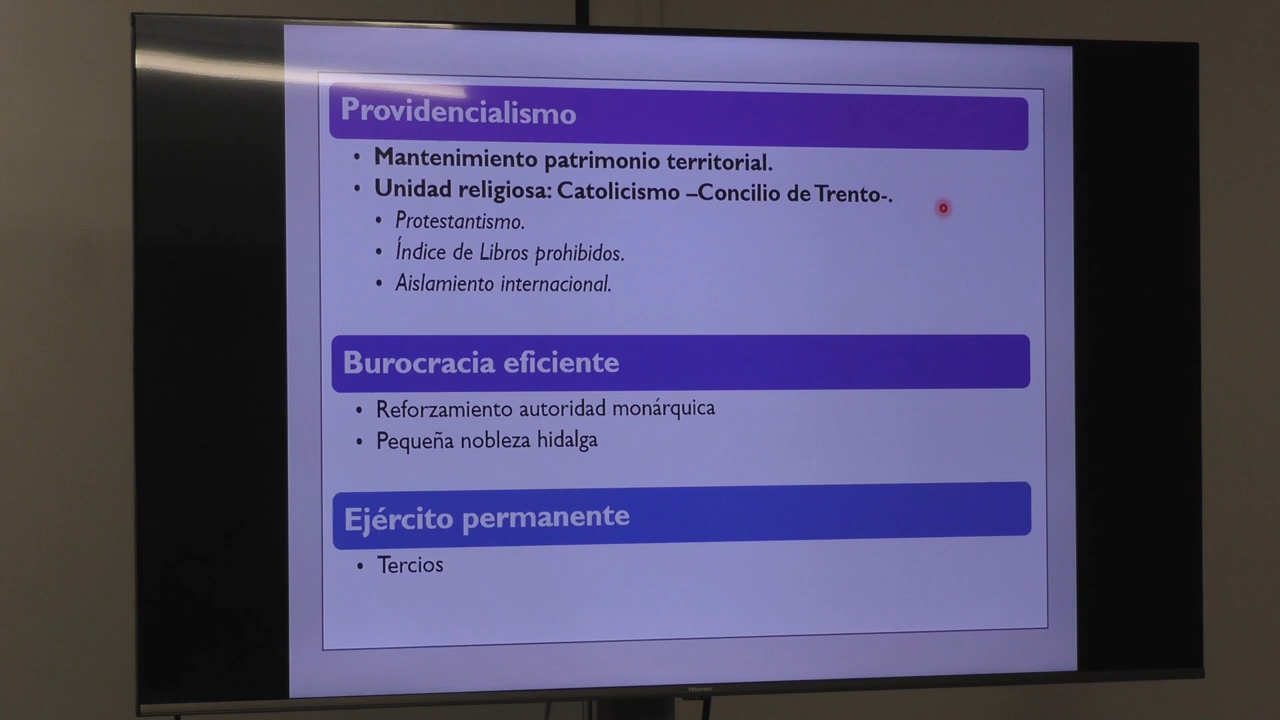 Providencialismo
• Mantenimiento patrimonio territorial.
• Unidad religiosa: Catolicismo –Concilio de Trento-.
• Protestantismo.
• Índice de Libros prohibidos.
• Aislamiento internacional.
Burocracia eficiente
• Reforzamiento autoridad monárquica
• Pequeña nobleza hidalga
Ejército permanente
• Tercios
Hisense